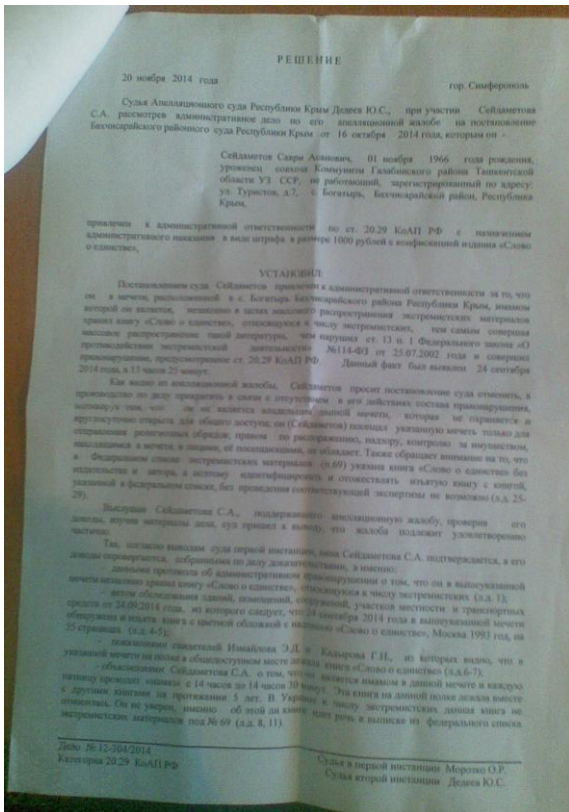 РЕШЕНИЕ
20 ноября 2014 года
гор. Симферополь
Судья Апелляционного суда Республики Крым Дедеев Ю.С., при участии Сейдаметова
С.А. рассмотрев административное дело по его апелляционной жалобе на постановление
Бахчисарайского районного суда Республики Крым от 16 октября 2014 года, которым он -
Сейдаметов 01 ноября 1966 года рождения,
уроженец совхоза Коммунизм Галабинского района Ташкентской
области УЗ ССР, не работающий, зарегистрированный по адресу:
ул. Туристов, д.7, с. Богатырь, Бахчисарайский район, Республика
Крым,
привлечен к административной ответственности по ст. 20.29 КоАП РФ с назначением
административного наказания в виде штрафа в размере 1000 рублей с конфискацией издания «Слово
о единстве»,
УСТАНОВИЛ:
Постановлением суда Сейдаметов привлечен к административной ответственности за то, что
он в мечети, расположенной в с. Богатырь Бахчисарайского района Республики Крым, имамом
которой он является, незаконно в целях массового распространения экстремистских материалов
хранил книгу «Слово о единстве», относящуюся к числу экстремистских, тем самым совершил
массовое распространение такой литературы, чем нарушил ст. 13 п. 1 Федерального закона «О
противодействии экстремистской деятельности» №114-ФЗ от 25.07.2002 года и совершил
правонарушение, предусмотренное ст. 20.29 КоАП РФ. Данный факт был выявлен 24 сентября
2014 года, в 13 часов 25 минут.
Как видно из апелляционной жалобы, Сейдаметов просит постановление суда отменить, а
производство по делу прекратить в связи с отсутствием в его действиях состава правонарушения,
мотивируя тем, что он не является владельцем данной мечети, которая не охраняется и
круглосуточно открыта для общего доступа; он (Сейдаметов) посещал указанную мечеть только для
отправления религиозных обрядов; правом по распоряжению, надзору, контролю за имуществом,
находящимся в мечети, и лицами, её посещающими, не обладает. Также обращает внимание на то, что
в Федеральном списке экстремистских материалов (п.69) указана книга «Слово о единстве» без
издательства и автора, а поэтому идентифицировать и отожествлять изъятую книгу с книгой,
указанной в федеральном списке, без проведения соответствующей экспертизы не возможно (л.д. 25-
29).
Выслушав Сейдаметова С.А., поддержавшего апелляционную жалобу, проверив его
доводы, изучив материалы дела, суд пришел к выводу, что жалоба подлежит удовлетворению
частично.
Так, согласно выводам суда первой инстанции, вина Сейдаметова С.А. подтверждается, а его
доводы опровергаются, собранными по делу доказательствами, а именно:
- данными протокола об административном правонарушении о том, что он в вышеуказанной
мечети незаконно хранил книгу «Слово о единстве», относящуюся к числу экстремистских (л.д. 1);
- актом обследования зданий, помещений, сооружений, участков местности и транспортных
средств от 24.09.2014 года, из которого следует, что 24 сентября 2014 года в вышеуказанной мечети
обнаружена и изъята книга с цветной обложкой с названием «Слово о единстве», Москва 1993 год, на
55 страницах (л.д. 4-5);
- показаниями свидетелей Измайлова Э.Д. и Кадырова Г.Н., из которых видно, что в
указанной мечети на полке в общедоступном месте лежала книга «Слово о единстве» (л.д.6-7);
- объяснениями Сейдаметова С.А. о том, что он является имамом в данной мечети и каждую
пятницу проводит намазы с 14 часов до 14 часов 30 минут. Эта книга на данной полке лежала вместе
с другими книгами на протяжении 5 лет. В Украине к числу экстремистских данная книга не
относилась. Он не уверен, именно об этой ли книге идет речь в выписке из федерального списка
экстремистских материалов под № 69 (л.д. 8, 11).
Дело № 12-304/2014
Категория 20.29 КоАП РФ
Судья в первой инстанции Морозко О.Р.
Судья второй инстанции Дедеев Ю.С.